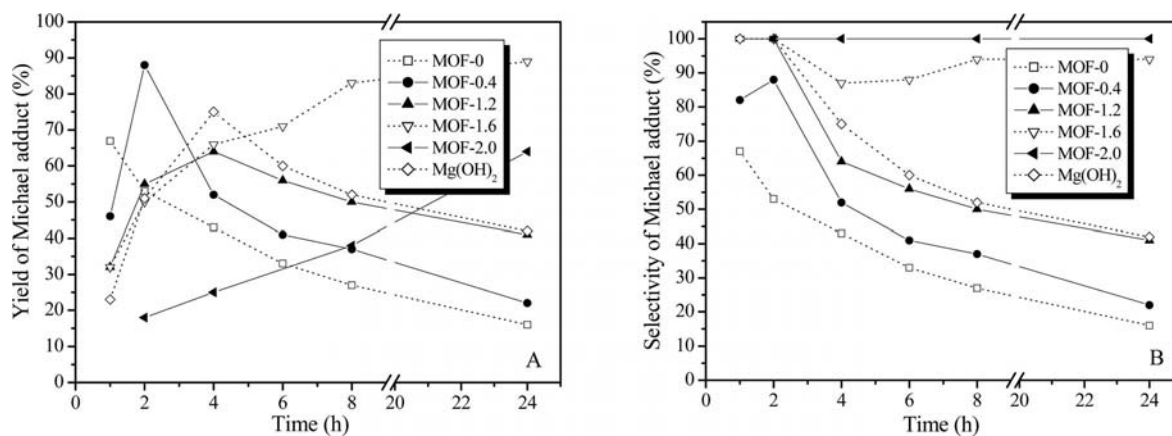 Yield of Michael adduct (%)
100
90
80
70
60
50
40
30
20
10
0
MOF-0
MOF-0.4
MOF-1.2
MOF-1.6
MOF-2.0
Mg(OH)₂
A
0 2 4 6 8 20 22 24
Time (h)
Selectivity of Michael adduct (%)
100
90
80
70
60
50
40
30
20
10
0
MOF-0
MOF-0.4
MOF-1.2
MOF-1.6
MOF-2.0
Mg(OH)₂
B
0 2 4 6 8 20 22 24
Time (h)